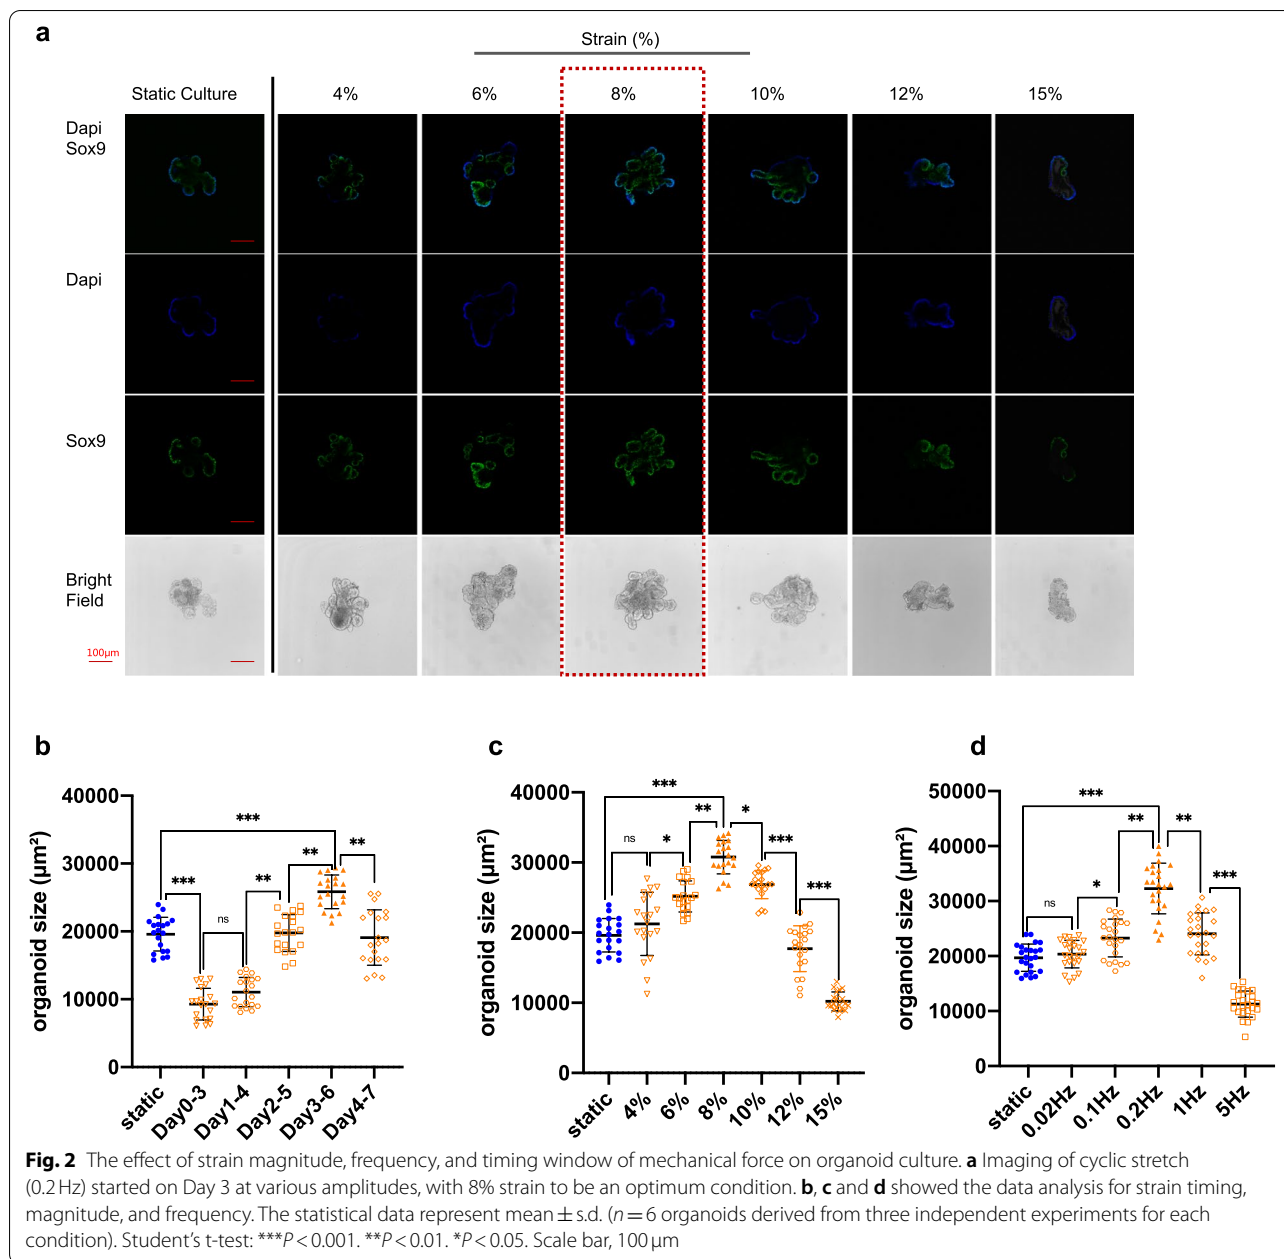 a
Strain (%)
Static Culture 4% 6% 8% 10% 12% 15%
Dapi
Sox9
Dapi
Sox9
Bright
Field
100μm
b
organoid size (μm²)
40000
30000
20000
10000
0
***
***
ns
**
**
**
static Day0-3 Day1-4 Day2-5 Day3-6 Day4-7
c
organoid size (μm²)
40000
30000
20000
10000
0
***
ns
*
**
*
***
***
static 4% 6% 8% 10% 12% 15%
d
organoid size (μm²)
50000
40000
30000
20000
10000
0
***
ns
*
**
**
***
static 0.02Hz 0.1Hz 0.2Hz 1Hz 5Hz
Fig. 2 The effect of strain magnitude, frequency, and timing window of mechanical force on organoid culture. a Imaging of cyclic stretch
(0.2 Hz) started on Day 3 at various amplitudes, with 8% strain to be an optimum condition. b, c and d showed the data analysis for strain timing,
magnitude, and frequency. The statistical data represent mean ± s.d. (n = 6 organoids derived from three independent experiments for each
condition). Student's t-test: ***P < 0.001. **P < 0.01. *P < 0.05. Scale bar, 100 μm